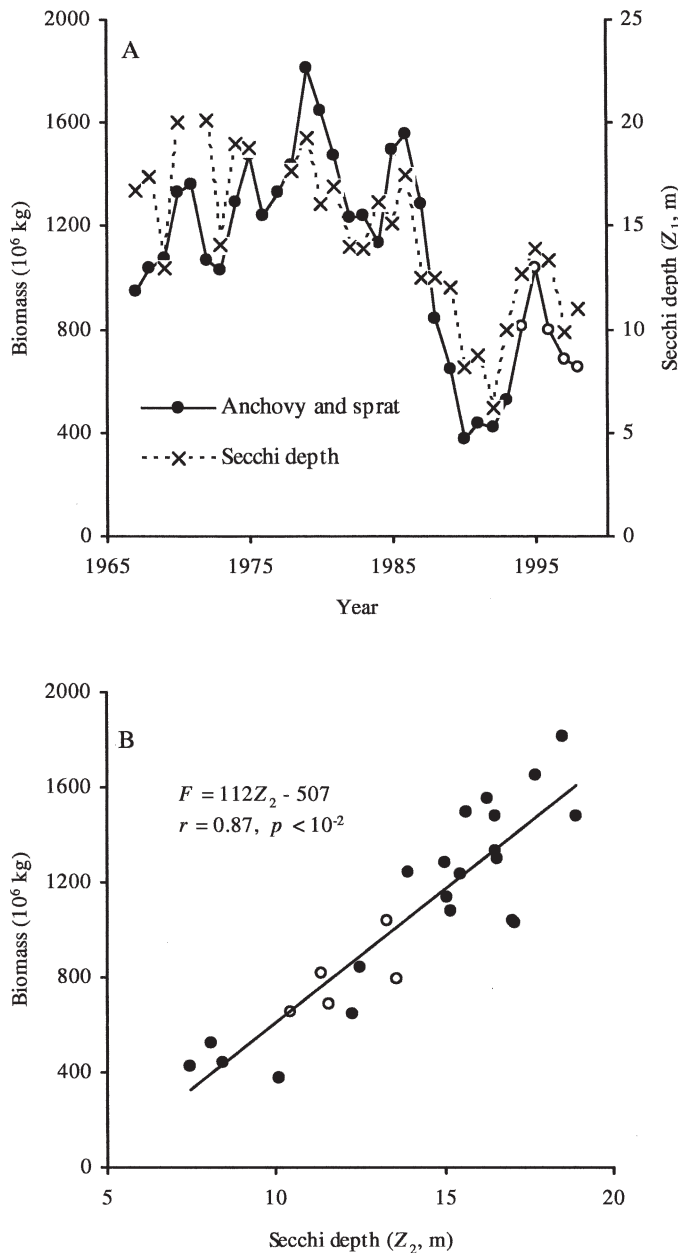 2000
1600
1200
800
400
0
A
25
20
15
10
5
0
Biomass (10⁶ kg)
Secchi depth (Z₁, m)
Anchovy and sprat
Secchi depth
1965 1975 1985 1995
Year
2000
1600
1200
800
400
0
B
F = 112Z₂ - 507
r = 0.87, p < 10⁻²
Biomass (10⁶ kg)
5 10 15 20
Secchi depth (Z₂, m)